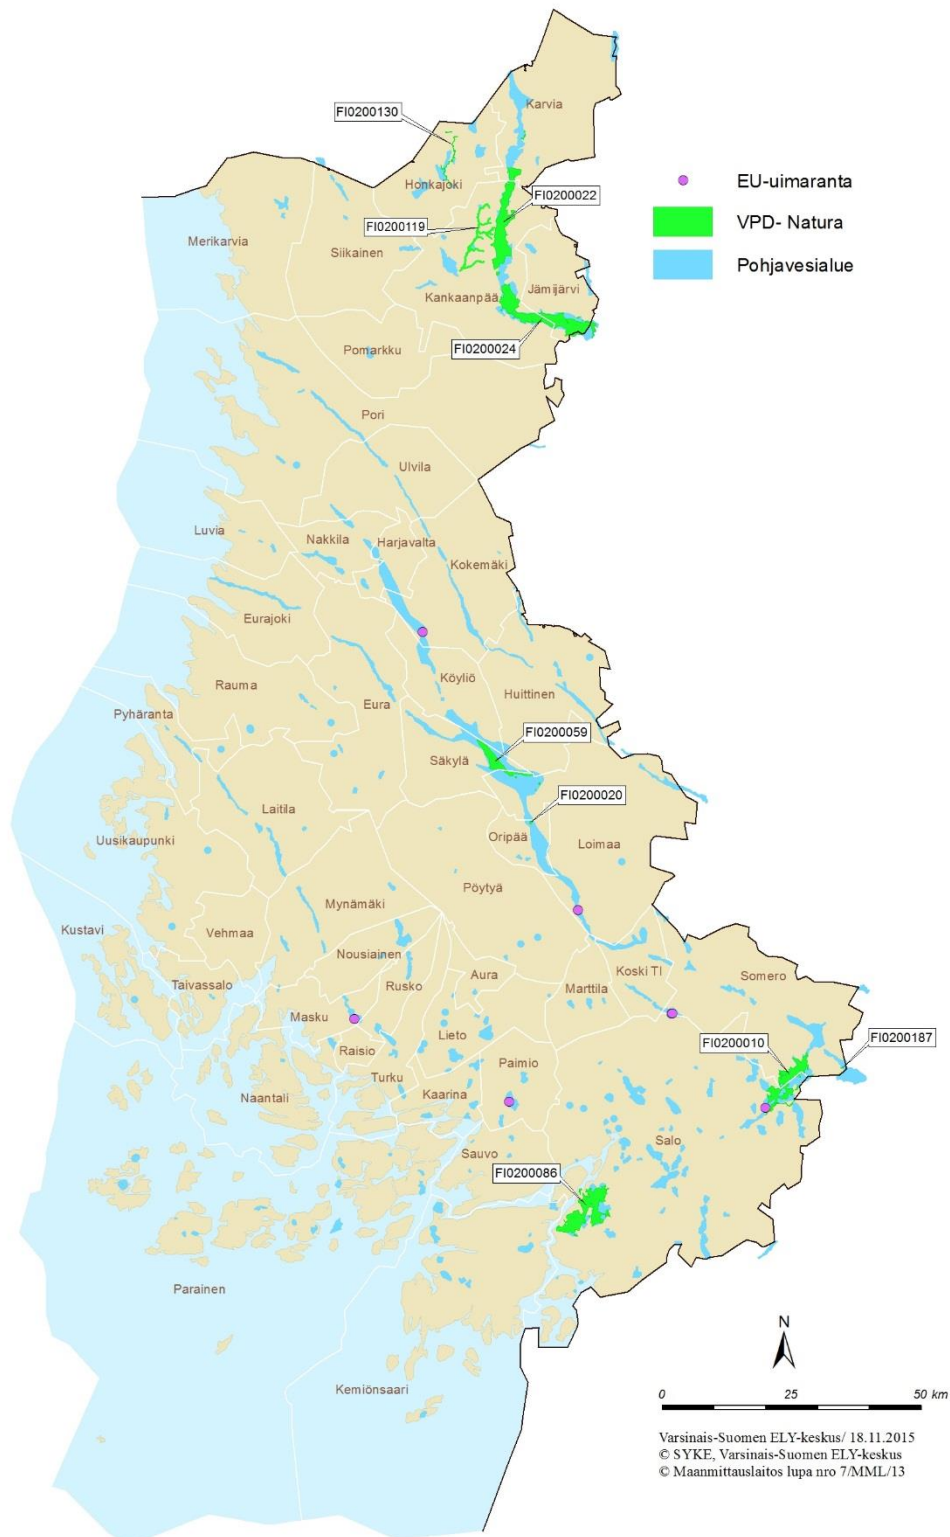 Karvia
FI0200130
Honkajoki
FI0200022
EU-uimaranta
FI0200119
VPD- Natura
Merikarvia
Siikainen
Pohjavesialue
Kankaanpää
Jämijärvi
FI0200024
Pomarkku
Pori
Ulvila
Luvia
Nakkila
Harjavalta
Kokemäki
Eurajoki
Rauma
Köyliö
Huittinen
Eura
Pyhäranta
FI0200059
Säkylä
FI0200020
Laitila
Uusikaupunki
Oripää
Loimaa
Pöytyä
Mynämäki
Kustavi
Vehmaa
Nousiainen
Taivassalo
Rusko
Aura
Koski Tl
Somero
Marttila
Masku
Lieto
FI0200010
FI0200187
Raisio
Paimio
Turku
Kaarina
Naantali
Salo
Sauvo
FI0200086
Parainen
Kemiönsaari
N
0 25 50 km
Varsinais-Suomen ELY-keskus/ 18.11.2015
© SYKE, Varsinais-Suomen ELY-keskus
© Maanmittauslaitos lupa nro 7/MML/13